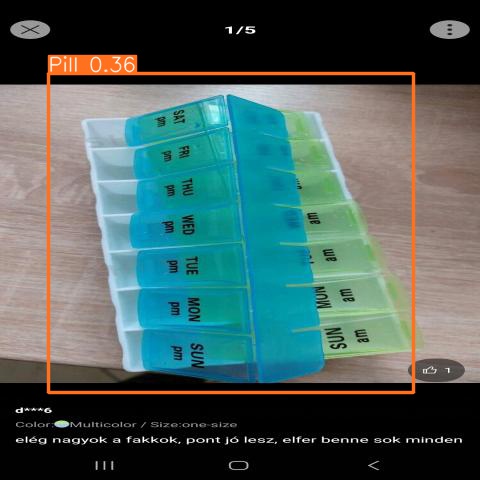 1/5
Pill 0.36
SAT
pm
FRI
pm
THU
pm
WED
pm
am
TUE
pm
am
MON
pm
MON
am
SUN
pm
SUN
am
1
d***6
Color:Multicolor / Size:one-size
elég nagyok a fakkok, pont jó lesz, elfer benne sok minden